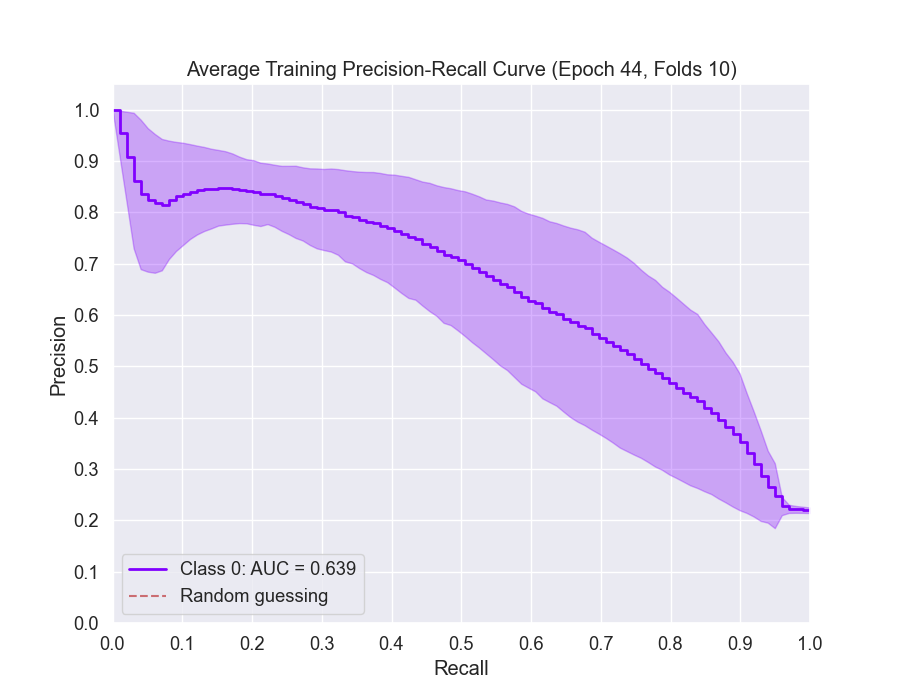 Average Training Precision-Recall Curve (Epoch 44, Folds 10)
1.0
0.9
0.8
0.7
0.6
0.5
0.4
0.3
0.2
0.1
0.0
Precision
Class 0: AUC = 0.639
Random guessing
0.0 0.1 0.2 0.3 0.4 0.5 0.6 0.7 0.8 0.9 1.0
Recall